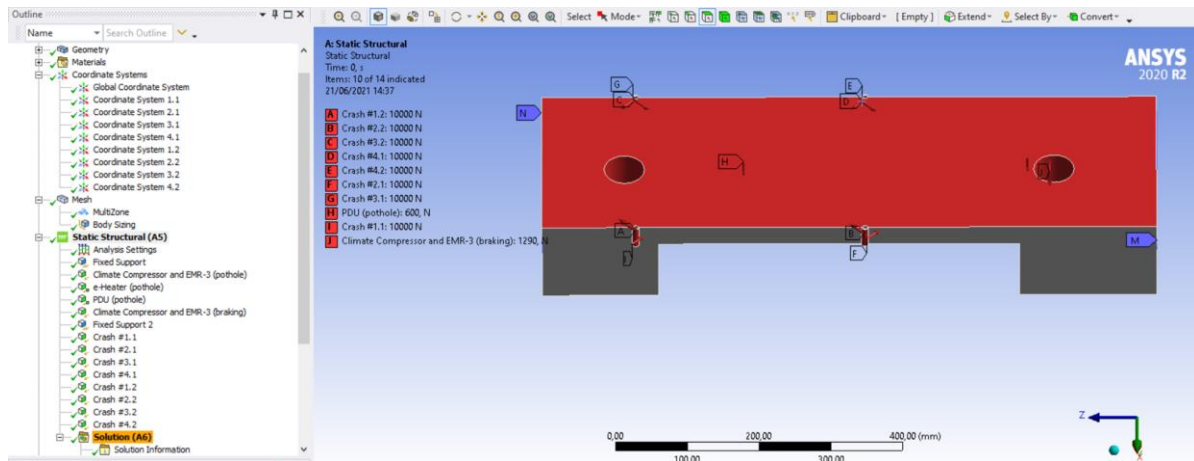 Outline
Name
Search Outline
Geometry
Materials
Coordinate Systems
Global Coordinate System
Coordinate System 1.1
Coordinate System 2.1
Coordinate System 3.1
Coordinate System 4.1
Coordinate System 1.2
Coordinate System 2.2
Coordinate System 3.2
Coordinate System 4.2
Mesh
MultiZone
Body Sizing
Static Structural (A5)
Analysis Settings
Fixed Support
Climate Compressor and EMR-3 (pothole)
e-Heater (pothole)
PDU (pothole)
Climate Compressor and EMR-3 (braking)
Fixed Support 2
Crash #1.1
Crash #2.1
Crash #3.1
Crash #4.1
Crash #1.2
Crash #2.2
Crash #3.2
Crash #4.2
Solution (A6)
Solution Information
Select Mode Clipboard [ Empty ] Extend Select By Convert
A: Static Structural
Static Structural
Time: 0, s
Items: 10 of 14 indicated
21/06/2021 14:37
A Crash #1.2: 10000 N
B Crash #2.2: 10000 N
C Crash #3.2: 10000 N
D Crash #4.1: 10000 N
E Crash #4.2: 10000 N
F Crash #2.1: 10000 N
G Crash #3.1: 10000 N
H PDU (pothole): 600, N
I Crash #1.1: 10000 N
J Climate Compressor and EMR-3 (braking): 1290, N
ANSYS
2020 R2
G
C
E
D
N
H
A
B
F
M
Z
X
0,00 200,00 400,00 (mm)
100,00 300,00